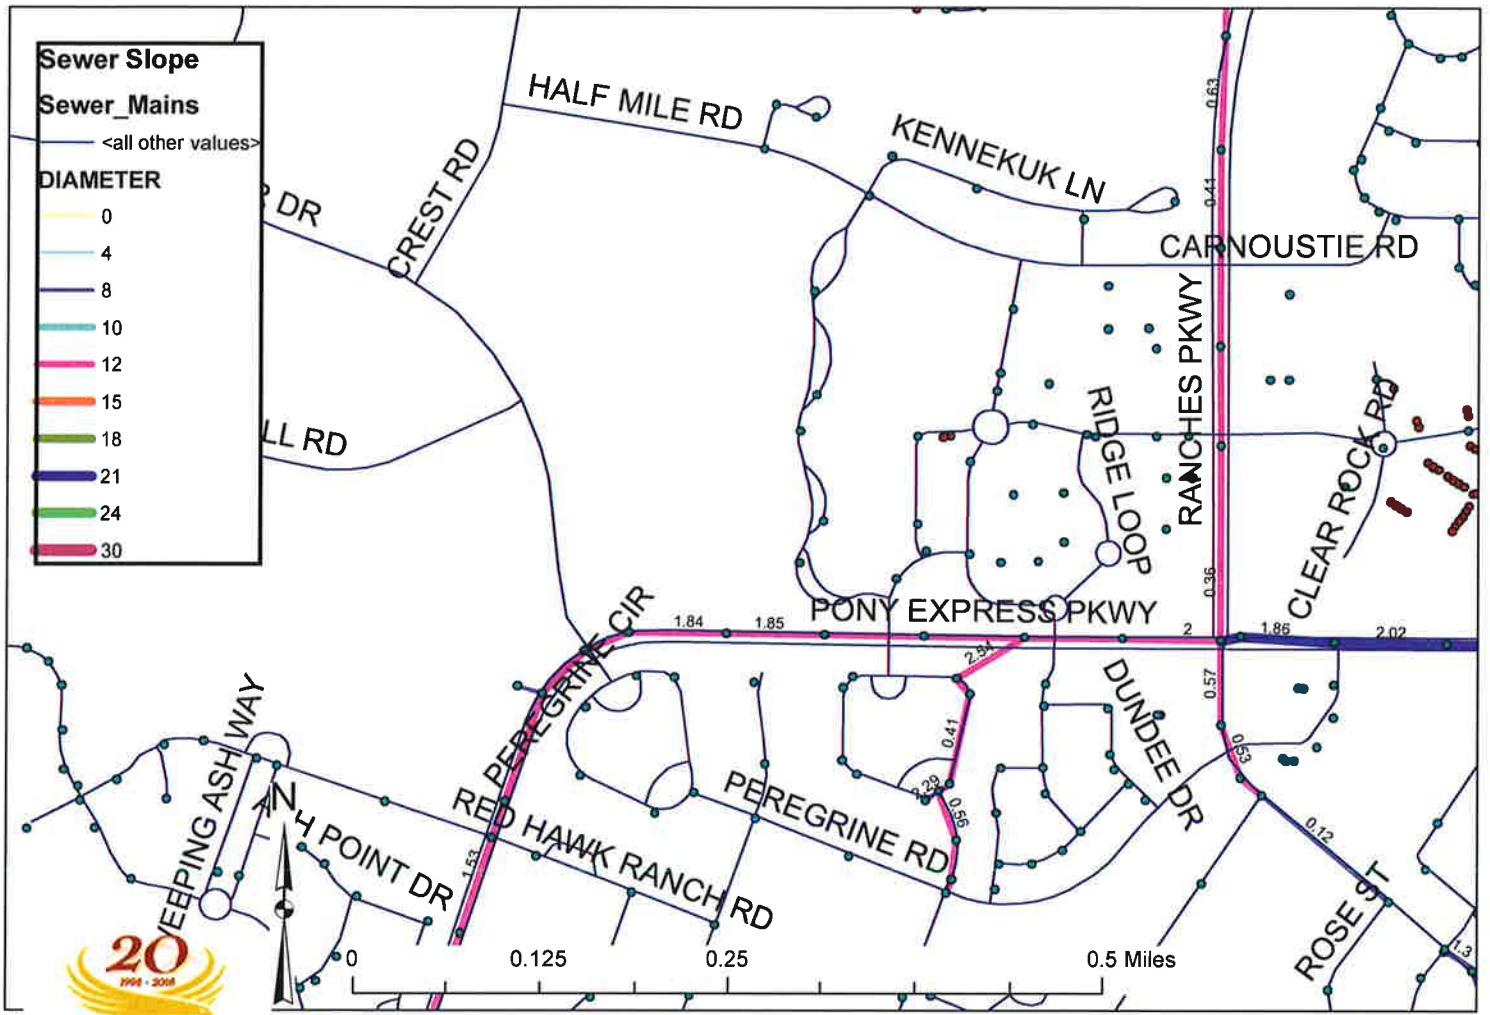 Sewer Slope
Sewer_Mains
<all other values>
DIAMETER
0
4
8
10
12
15
18
21
24
30
R DR
CREST RD
HALF MILE RD
KENNEKUK LN
CARNOUSTIE RD
0.63
0.41
RANCHES PKWY
0.36
LL RD
RIDGE LOOP
CLEAR ROCK RD
PONY EXPRESS PKWY
1.84
1.85
2
1.86
2.02
2.54
0.57
0.53
0.41
2.29
0.56
0.12
1.3
PEREGRINE CIR
DUNDEE DR
PEREGRINE RD
RED HAWK RANCH RD
1.53
WEEPING ASH WAY
H POINT DR
ROSE ST
N
20
1996 - 2016
0
0.125
0.25
0.5 Miles